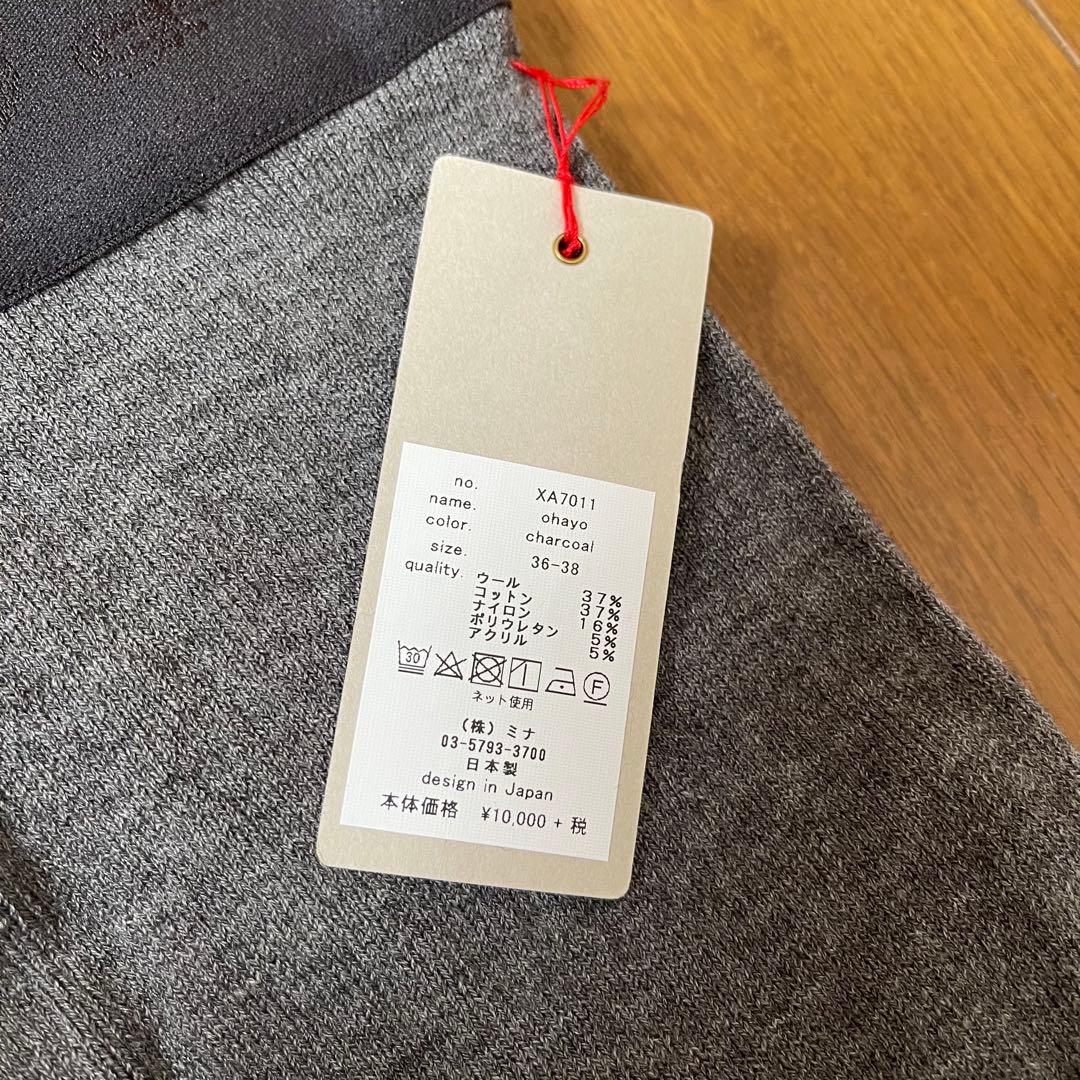 no. XA7011
name. ohayo
color. charcoal
size. 36-38
quality. ウール 37%
コットン 37%
ナイロン 16%
ポリウレタン 5%
アクリル 5%
30 F
ネット使用
(株)ミナ
03-5793-3700
日本製
design in Japan
本体価格 ¥10,000 + 税